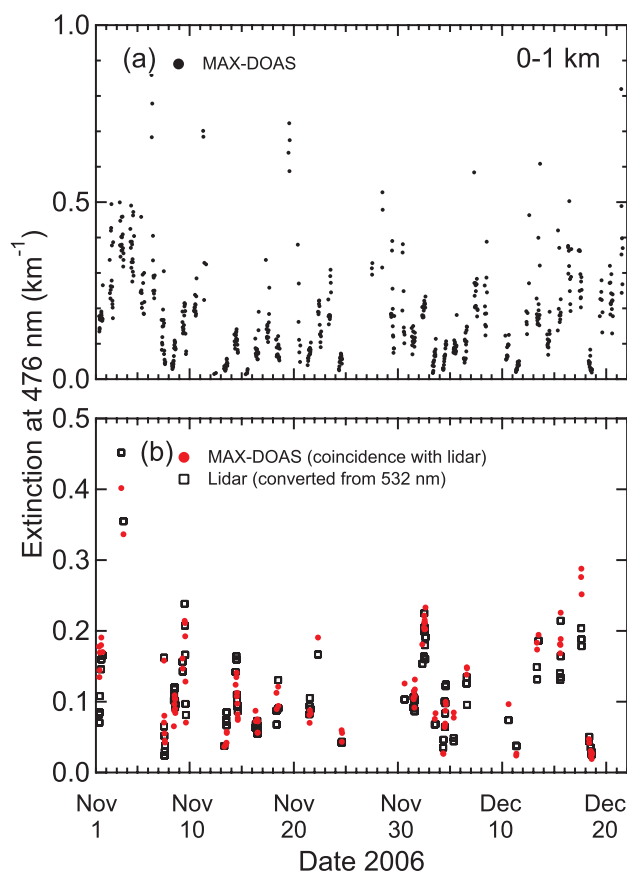 1.0
(a)
MAX-DOAS
0-1 km
0.5
0.0
Extinction at 476 nm (km⁻¹)
0.5
(b)
MAX-DOAS (coincidence with lidar)
Lidar (converted from 532 nm)
0.4
0.3
0.2
0.1
0.0
Nov 1
Nov 10
Nov 20
Nov 30
Dec 10
Dec 20
Date 2006